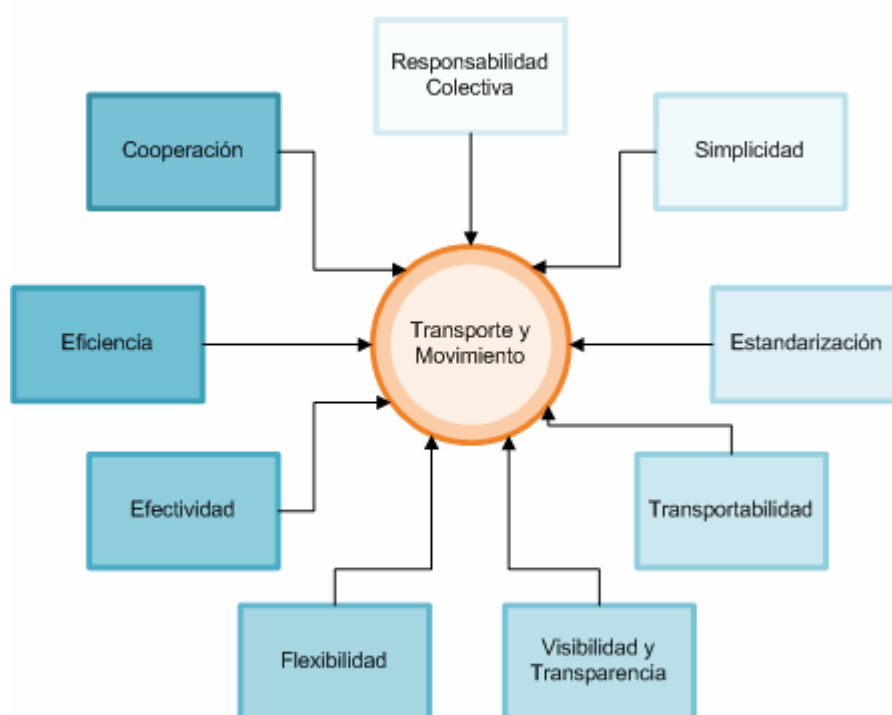 Responsabilidad
Colectiva
Cooperación
Simplicidad
Eficiencia
Transporte y
Movimiento
Estandarización
Efectividad
Transportabilidad
Flexibilidad
Visibilidad y
Transparencia